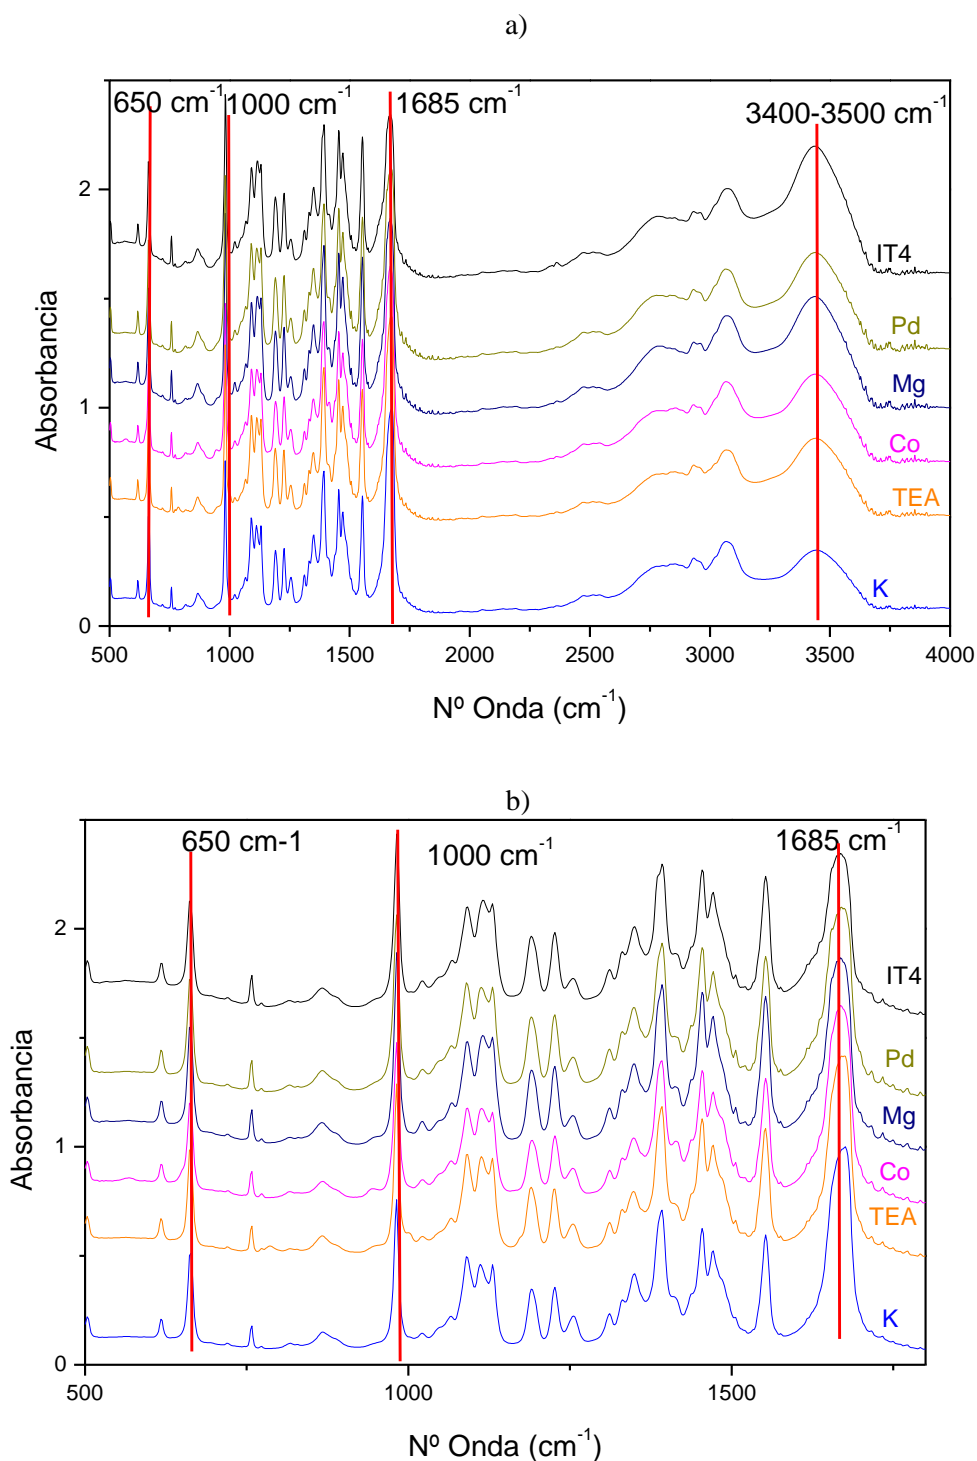 a)
650 cm-1 1000 cm-1 1685 cm-1 3400-3500 cm-1
2
IT4
Pd
Absorbancia
Mg
1
Co
TEA
K
0
500 1000 1500 2000 2500 3000 3500 4000
Nº Onda (cm-1)
b)
650 cm-1 1000 cm-1 1685 cm-1
2
IT4
Pd
Absorbancia
Mg
1
Co
TEA
K
0
500 1000 1500
Nº Onda (cm-1)